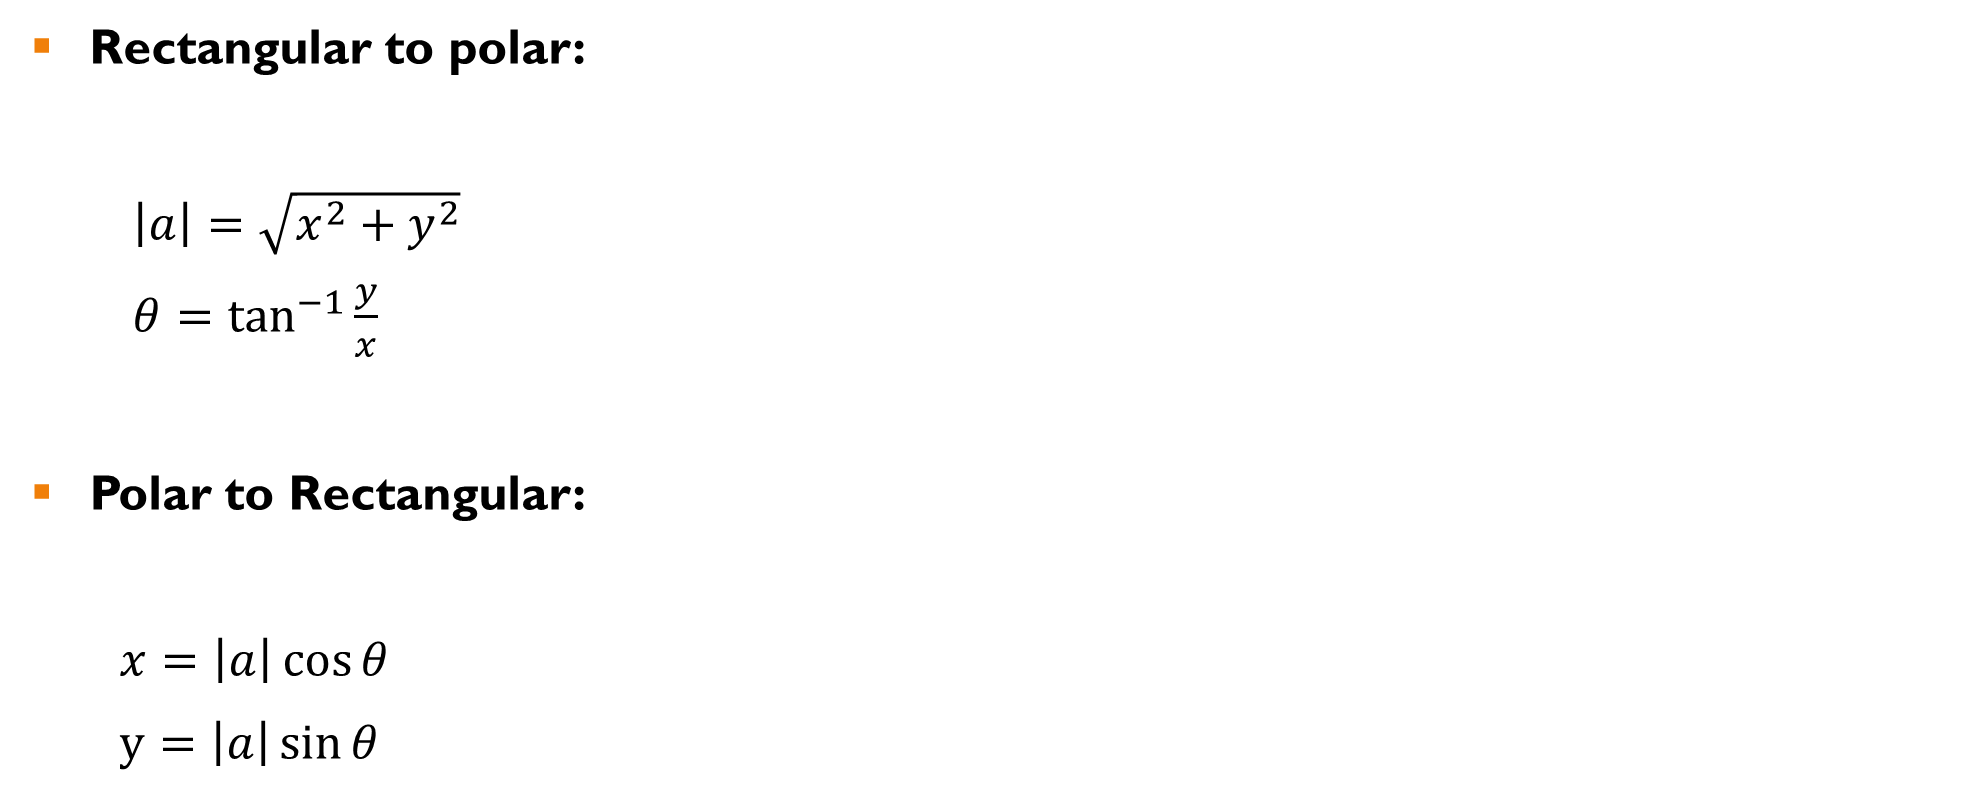 ▪ Rectangular to polar:
|a| = √(x² + y²)
θ = tan⁻¹ y/x
▪ Polar to Rectangular:
x = |a| cos θ
y = |a| sin θ